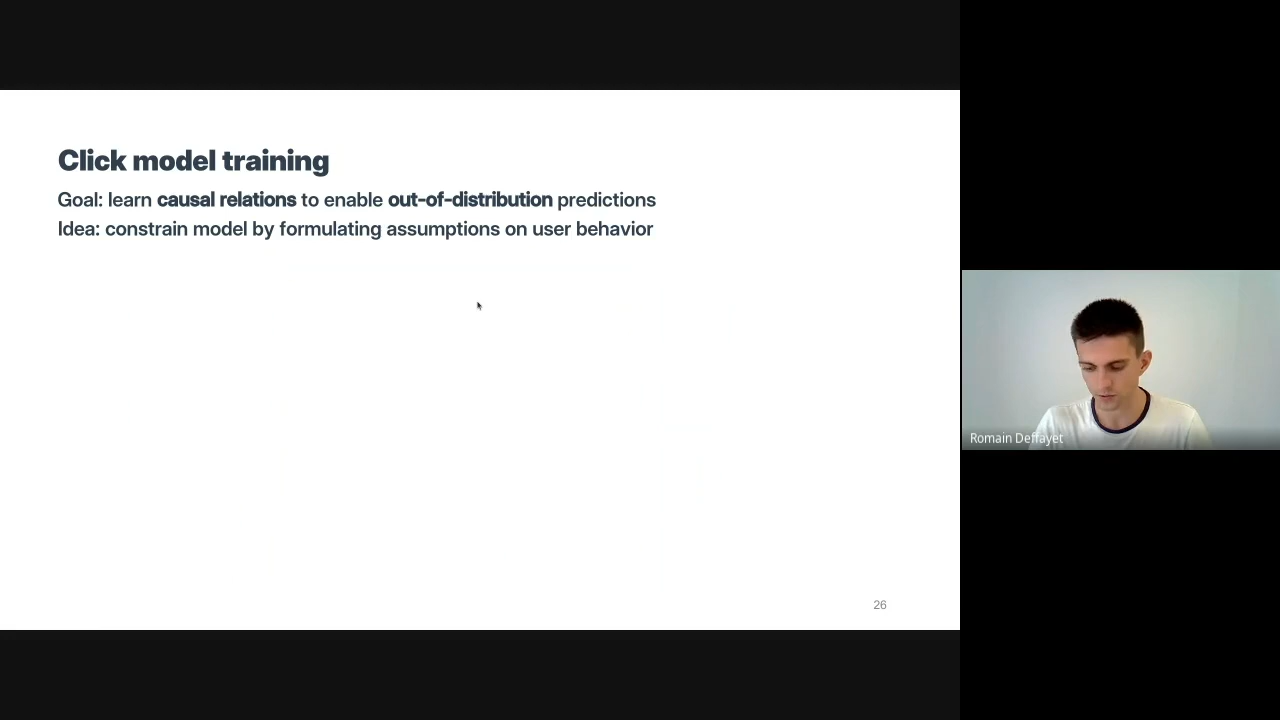 Click model training
Goal: learn causal relations to enable out-of-distribution predictions
Idea: constrain model by formulating assumptions on user behavior
26
Romain Deffayet